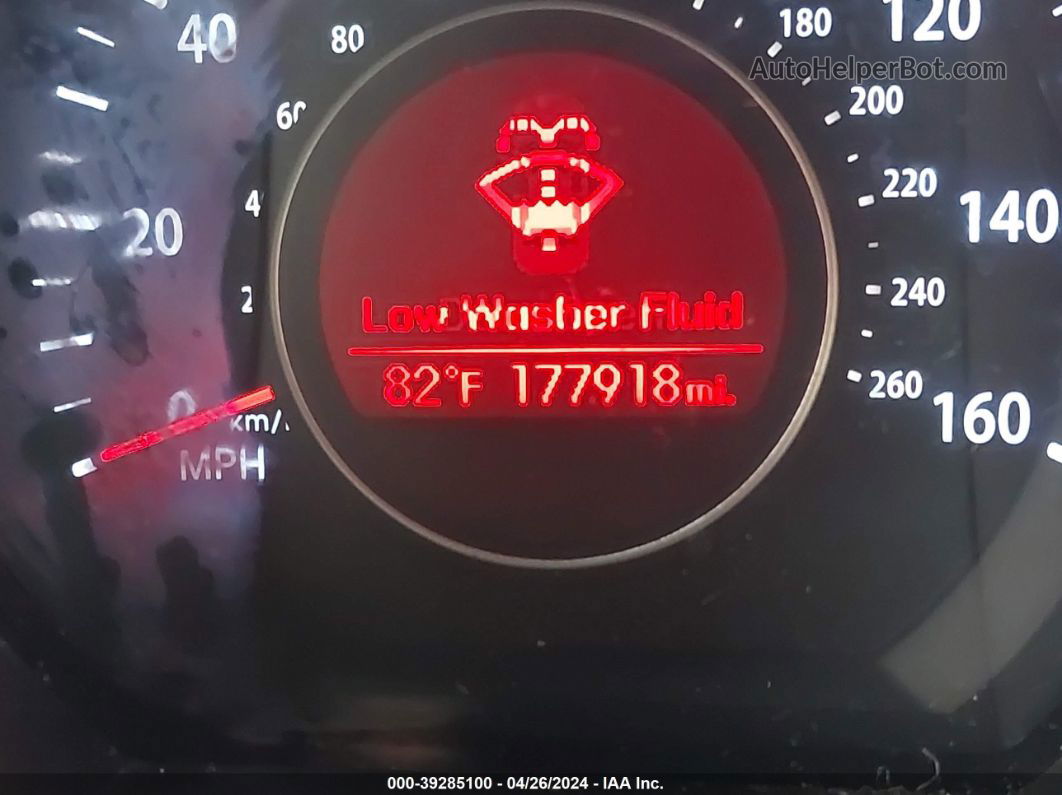 40
80
180
120
AutoHelperBot.com
200
220
20
140
240
Low Washer Fluid
82°F 177918mi.
260
0
160
km/
MPH
000-39285100 - 04/26/2024 - IAA Inc.